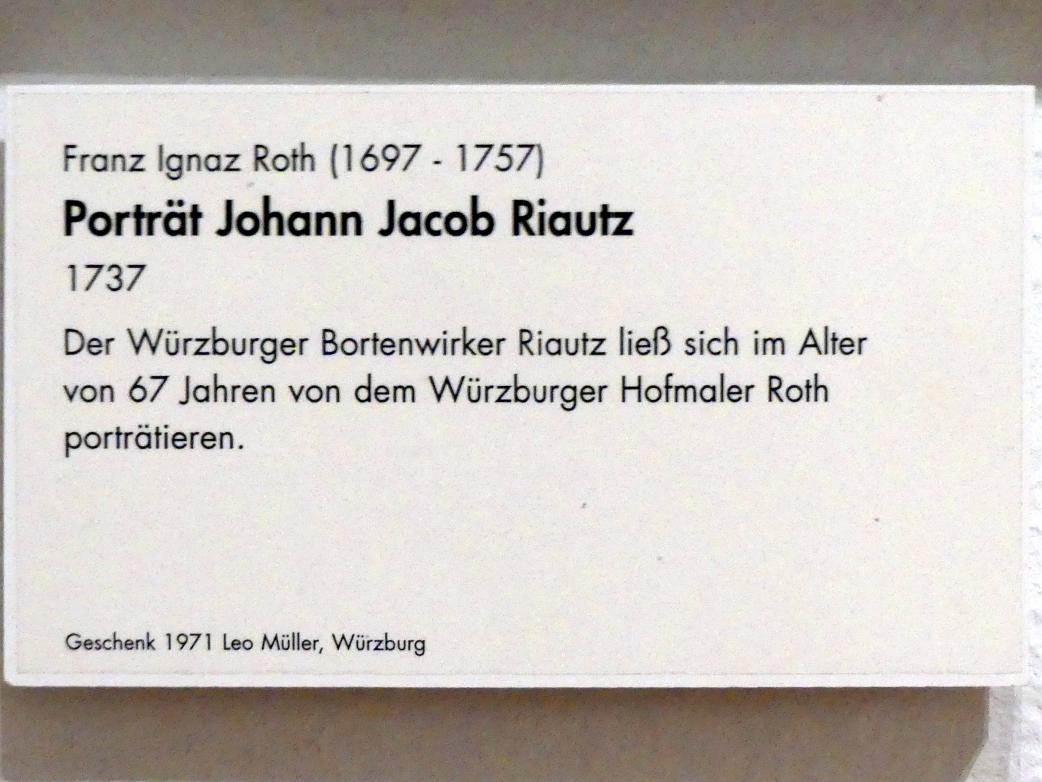 Franz Ignaz Roth (1697 - 1757)
Porträt Johann Jacob Riautz
1737
Der Würzburger Bortenwirker Riautz ließ sich im Alter
von 67 Jahren von dem Würzburger Hofmaler Roth
porträtieren.
Geschenk 1971 Leo Müller, Würzburg